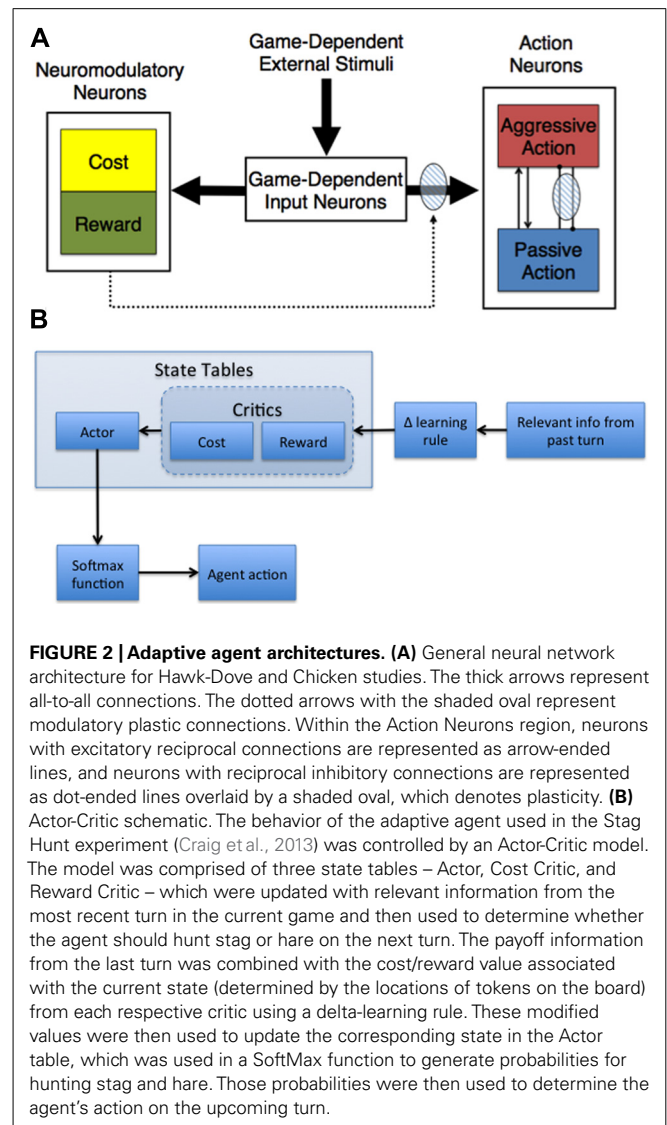 A
Game-Dependent
External Stimuli
Action
Neurons
Neuromodulatory
Neurons
Cost
Reward
Game-Dependent
Input Neurons
Aggressive
Action
Passive
Action
B
State Tables
Critics
Actor
Cost
Reward
Δ learning
rule
Relevant info from
past turn
Softmax
function
Agent action
FIGURE 2 | Adaptive agent architectures. (A) General neural network
architecture for Hawk-Dove and Chicken studies. The thick arrows represent
all-to-all connections. The dotted arrows with the shaded oval represent
modulatory plastic connections. Within the Action Neurons region, neurons
with excitatory reciprocal connections are represented as arrow-ended
lines, and neurons with reciprocal inhibitory connections are represented
as dot-ended lines overlaid by a shaded oval, which denotes plasticity. (B)
Actor-Critic schematic. The behavior of the adaptive agent used in the Stag
Hunt experiment (Craig et al., 2013) was controlled by an Actor-Critic model.
The model was comprised of three state tables – Actor, Cost Critic, and
Reward Critic – which were updated with relevant information from the
most recent turn in the current game and then used to determine whether
the agent should hunt stag or hare on the next turn. The payoff information
from the last turn was combined with the cost/reward value associated
with the current state (determined by the locations of tokens on the board)
from each respective critic using a delta-learning rule. These modified
values were then used to update the corresponding state in the Actor
table, which was used in a SoftMax function to generate probabilities for
hunting stag and hare. Those probabilities were then used to determine the
agent's action on the upcoming turn.